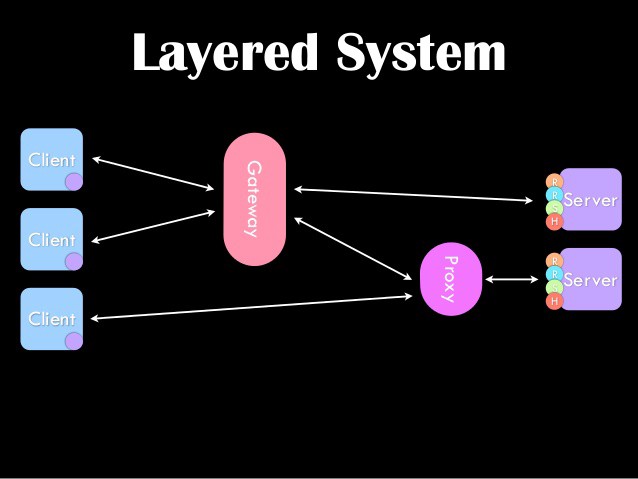 Layered System
Client
Gateway
R
R
H
Server
Client
R
R
H
Server
Proxy
Client